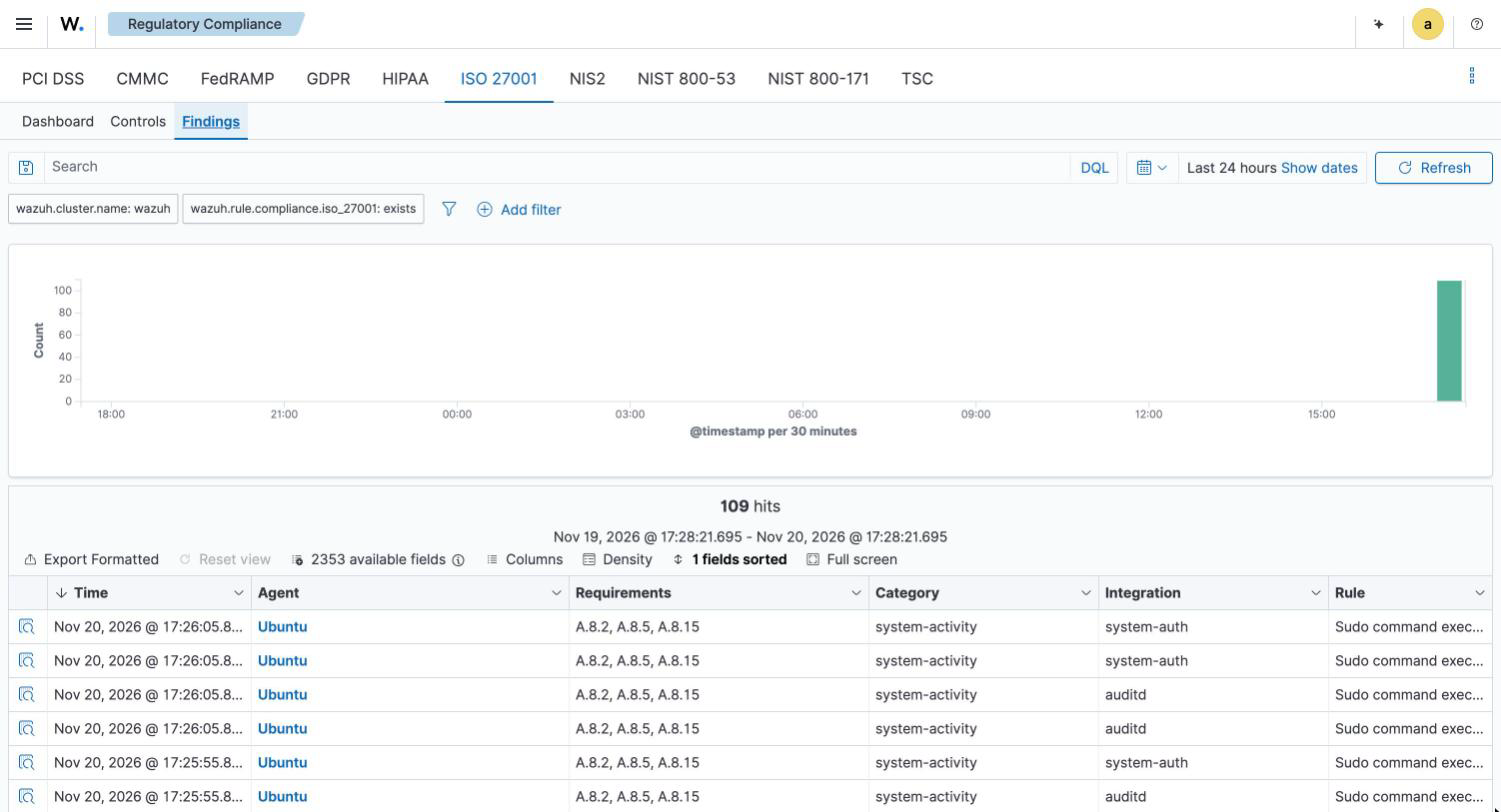 W. Regulatory Compliance a
PCI DSS CMMC FedRAMP GDPR HIPAA ISO 27001 NIS2 NIST 800-53 NIST 800-171 TSC
Dashboard Controls Findings
Search DQL Last 24 hours Show dates Refresh
wazuh.cluster.name: wazuh wazuh.rule.compliance.iso_27001: exists Add filter
100
80
60
40
20
0
Count
18:00 21:00 00:00 03:00 06:00 09:00 12:00 15:00
@timestamp per 30 minutes
109 hits
Nov 19, 2026 @ 17:28:21.695 - Nov 20, 2026 @ 17:28:21.695
Export Formatted Reset view 2353 available fields Columns Density 1 fields sorted Full screen
Time Agent Requirements Category Integration Rule
Nov 20, 2026 @ 17:26:05.8... Ubuntu A.8.2, A.8.5, A.8.15 system-activity system-auth Sudo command exec...
Nov 20, 2026 @ 17:26:05.8... Ubuntu A.8.2, A.8.5, A.8.15 system-activity system-auth Sudo command exec...
Nov 20, 2026 @ 17:26:05.8... Ubuntu A.8.2, A.8.5, A.8.15 system-activity auditd Sudo command exec...
Nov 20, 2026 @ 17:26:05.8... Ubuntu A.8.2, A.8.5, A.8.15 system-activity auditd Sudo command exec...
Nov 20, 2026 @ 17:25:55.8... Ubuntu A.8.2, A.8.5, A.8.15 system-activity system-auth Sudo command exec...
Nov 20, 2026 @ 17:25:55.8... Ubuntu A.8.2, A.8.5, A.8.15 system-activity auditd Sudo command exec...